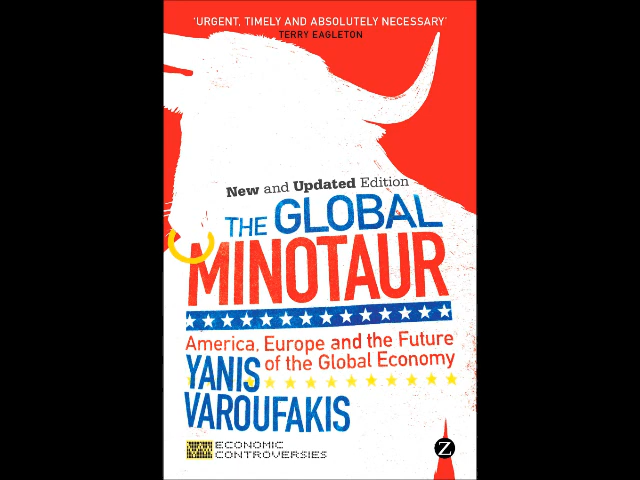 'URGENT, TIMELY AND ABSOLUTELY NECESSARY'
TERRY EAGLETON
New and Updated Edition
THE GLOBAL
MINOTAUR
America, Europe and the Future
of the Global Economy
YANIS
VAROUFAKIS
ECONOMIC
CONTROVERSIES
Z